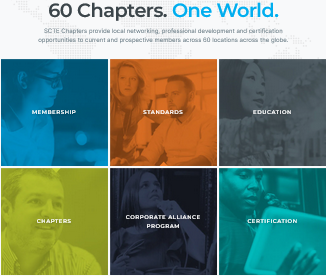 60 Chapters. One World.
SCTE Chapters provide local networking, professional development and certification
opportunities to current and prospective members across 60 locations across the globe.
MEMBERSHIP
STANDARDS
EDUCATION
CHAPTERS
CORPORATE ALLIANCE
PROGRAM
CERTIFICATION